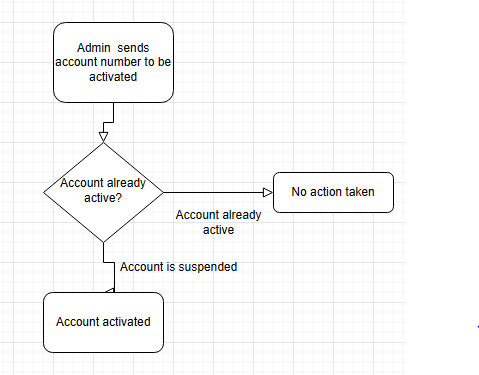 Admin sends
account number to be
activated
Account already
active?
No action taken
Account already
active
Account is suspended
Account activated